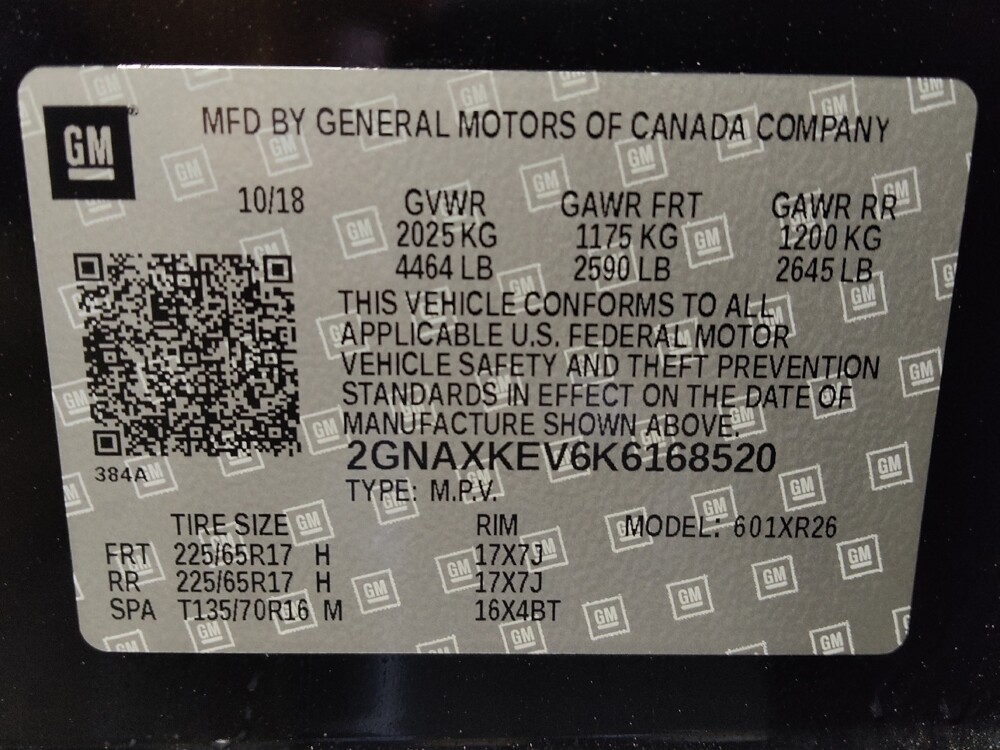 GM
MFD BY GENERAL MOTORS OF CANADA COMPANY
10/18 GVWR GAWR FRT GAWR RR
2025 KG 1175 KG 1200 KG
4464 LB 2590 LB 2645 LB
THIS VEHICLE CONFORMS TO ALL
APPLICABLE U.S. FEDERAL MOTOR
VEHICLE SAFETY AND THEFT PREVENTION
STANDARDS IN EFFECT ON THE DATE OF
MANUFACTURE SHOWN ABOVE.
2GNAXKEV6K6168520
384A
TYPE: M.P.V.
TIRE SIZE RIM MODEL: 601XR26
FRT 225/65R17 H 17X7J
RR 225/65R17 H 17X7J
SPA T135/70R16 M 16X4BT